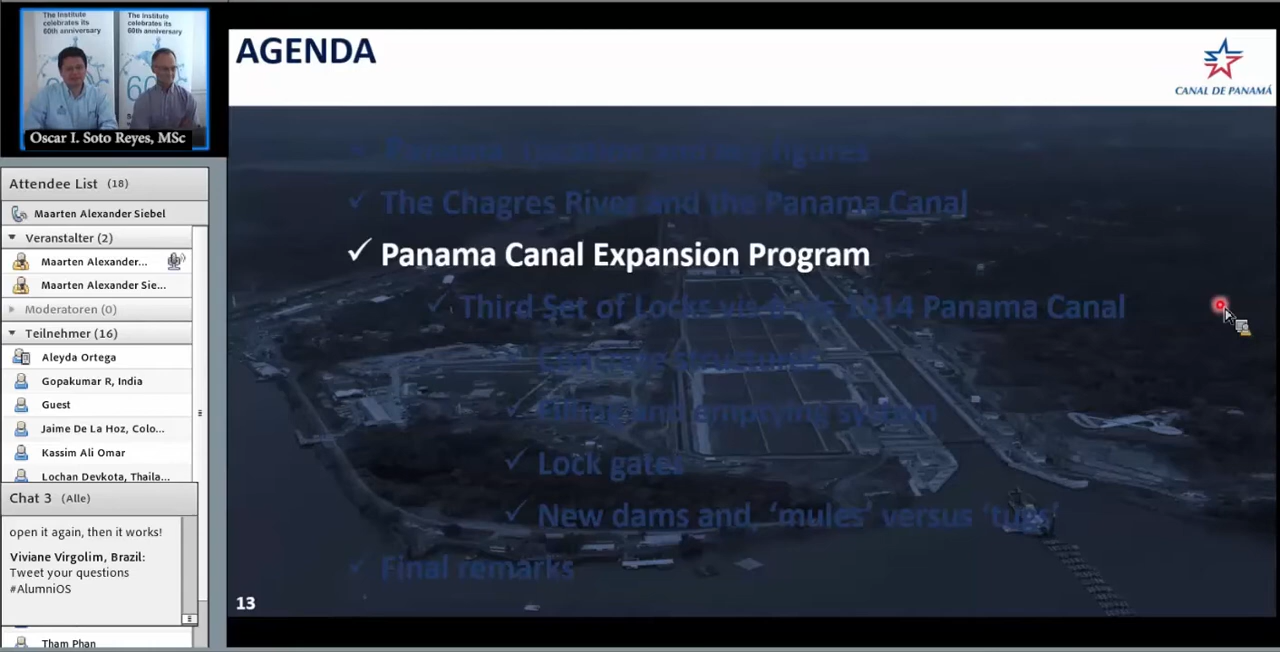 The Institute
celebrates its
60th anniversary
The Institute
celebrates its
60th anniversary
Oscar I. Soto Reyes, MSc
Attendee List (18)
Maarten Alexander Siebel
Veranstalter (2)
Maarten Alexander...
Maarten Alexander Sie...
Moderatoren (0)
Teilnehmer (16)
Aleyda Ortega
Gopakumar R, India
Guest
Jaime De La Hoz, Colo...
Kassim Ali Omar
Lochan Devkota, Thaila...
Chat 3 (Alle)
open it again, then it works!
Viviane Virgolim, Brazil:
Tweet your questions
#AlumniOS
Tham Phan
AGENDA
CANAL DE PANAMÁ
Panama: location and key figures
✓ The Chagres River and the Panama Canal
✓ Panama Canal Expansion Program
✓ Third Set of Locks vis-à-vis 1914 Panama Canal
Concrete structures
✓ Filling and emptying system
✓ Lock gates
✓ New dams and, ‘mules’ versus ‘tugs’
✓ Final remarks
13